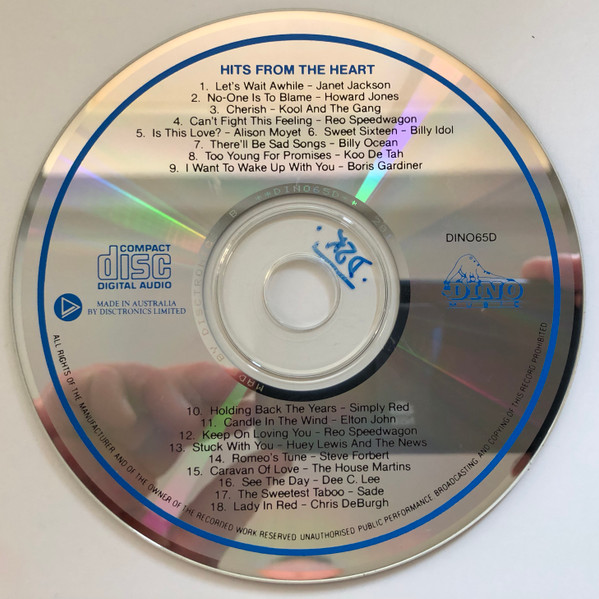 HITS FROM THE HEART
1. Let's Wait Awhile – Janet Jackson
2. No-One Is To Blame – Howard Jones
3. Cherish – Kool And The Gang
4. Can't Fight This Feeling – Reo Speedwagon
5. Is This Love? – Alison Moyet 6. Sweet Sixteen – Billy Idol
7. There'll Be Sad Songs – Billy Ocean
8. Too Young For Promises – Koo De Tah
9. I Want To Wake Up With You – Boris Gardiner
COMPACT
disc
DIGITAL AUDIO
MADE IN AUSTRALIA
BY DISCTRONICS LIMITED
DINO65D
DINO
MUSIC
DINO65D
MADE BY DISCTRON
10. Holding Back The Years – Simply Red
11. Candle In The Wind – Elton John
12. Keep On Loving You – Reo Speedwagon
13. Stuck With You – Huey Lewis And The News
14. Romeo's Tune – Steve Forbert
15. Caravan Of Love – The House Martins
16. See The Day – Dee C. Lee
17. The Sweetest Taboo – Sade
18. Lady In Red – Chris DeBurg
ALL RIGHTS OF THE MANUFACTURER AND OF THE OWNER OF THE RECORDED WORK RESERVED UNAUTHORISED PUBLIC PERFORMANCE BROADCASTING AND COPYING OF THIS RECORD PROHIBITED